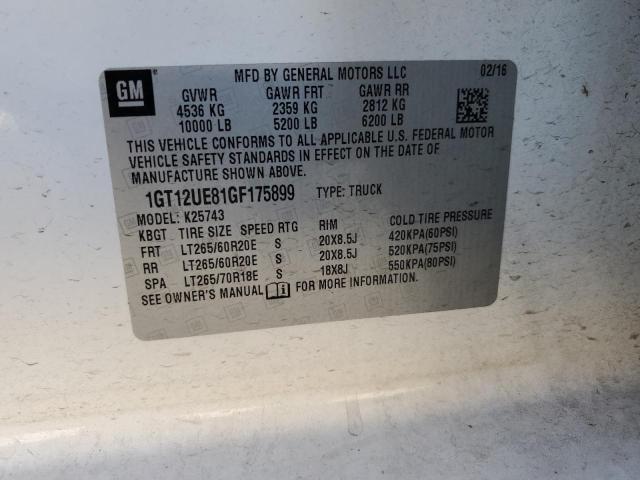 GM
MFD BY GENERAL MOTORS LLC 02/16
GVWR GAWR FRT GAWR RR
4536 KG 2359 KG 2812 KG
10000 LB 5200 LB 6200 LB
THIS VEHICLE CONFORMS TO ALL APPLICABLE U.S. FEDERAL MOTOR
VEHICLE SAFETY STANDARDS IN EFFECT ON THE DATE OF
MANUFACTURE SHOWN ABOVE.
1GT12UE81GF175899 TYPE: TRUCK
MODEL: K25743
KBGT TIRE SIZE SPEED RTG RIM COLD TIRE PRESSURE
FRT LT265/60R20E S 20X8.5J 420KPA(60PSI)
RR LT265/60R20E S 20X8.5J 520KPA(75PSI)
SPA LT265/70R18E S 18X8J 550KPA(80PSI)
SEE OWNER'S MANUAL FOR MORE INFORMATION.